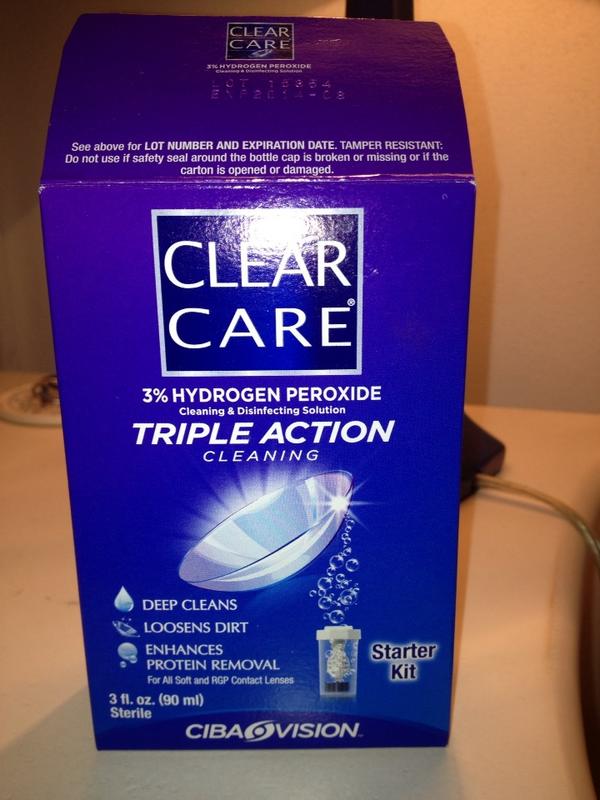 CLEAR
CARE
3% HYDROGEN PEROXIDE
Cleaning & Disinfecting Solution
EXP2014-08
See above for LOT NUMBER AND EXPIRATION DATE. TAMPER RESISTANT:
Do not use if safety seal around the bottle cap is broken or missing or if the
carton is opened or damaged.
CLEAR
CARE®
3% HYDROGEN PEROXIDE
Cleaning & Disinfecting Solution
TRIPLE ACTION
CLEANING
DEEP CLEANS
LOOSENS DIRT
ENHANCES
PROTEIN REMOVAL
For All Soft and RGP Contact Lenses
Starter
Kit
3 fl. oz. (90 ml)
Sterile
CIBA VISION